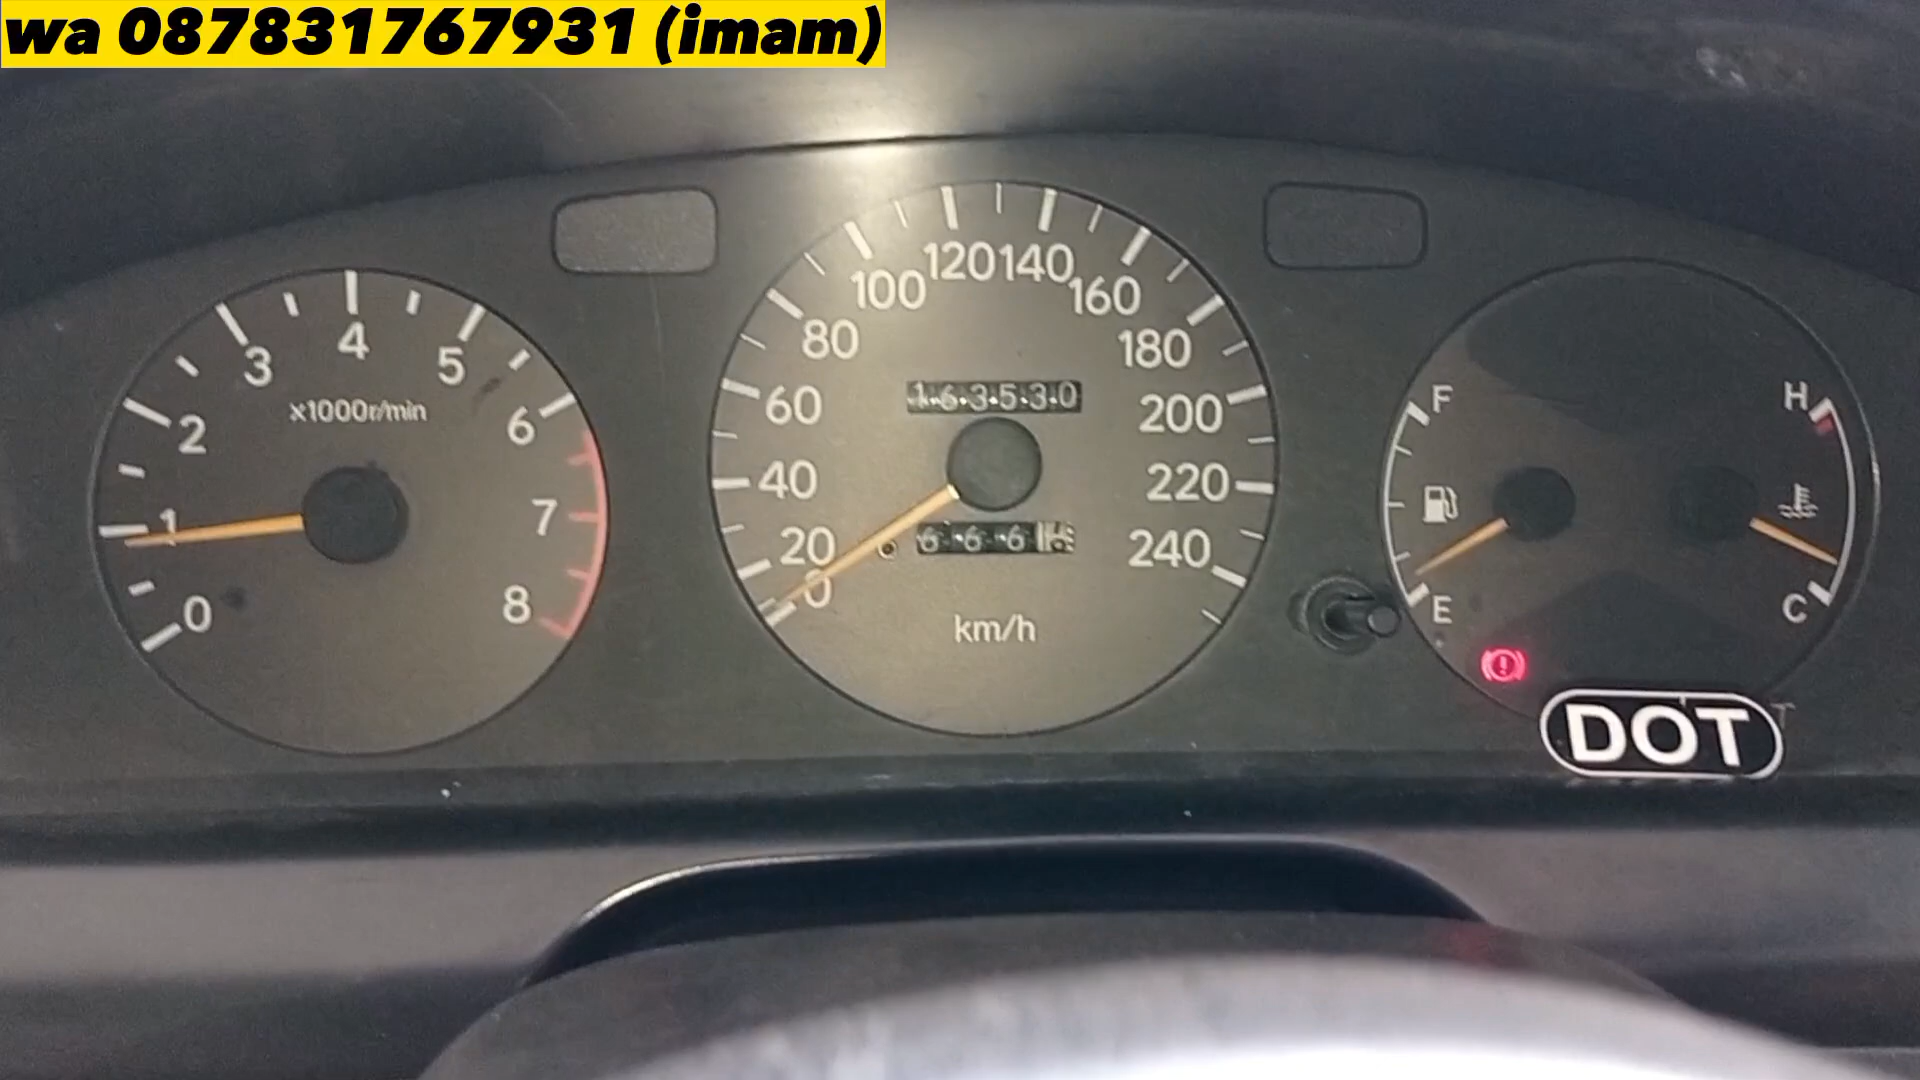 wa 087831767931 (imam)
0 1 2 3 4 5 6 7 8
x1000r/min
0 20 40 60 80 100 120 140 160 180 200 220 240
163530
666
km/h
F
E
H
C
DOT